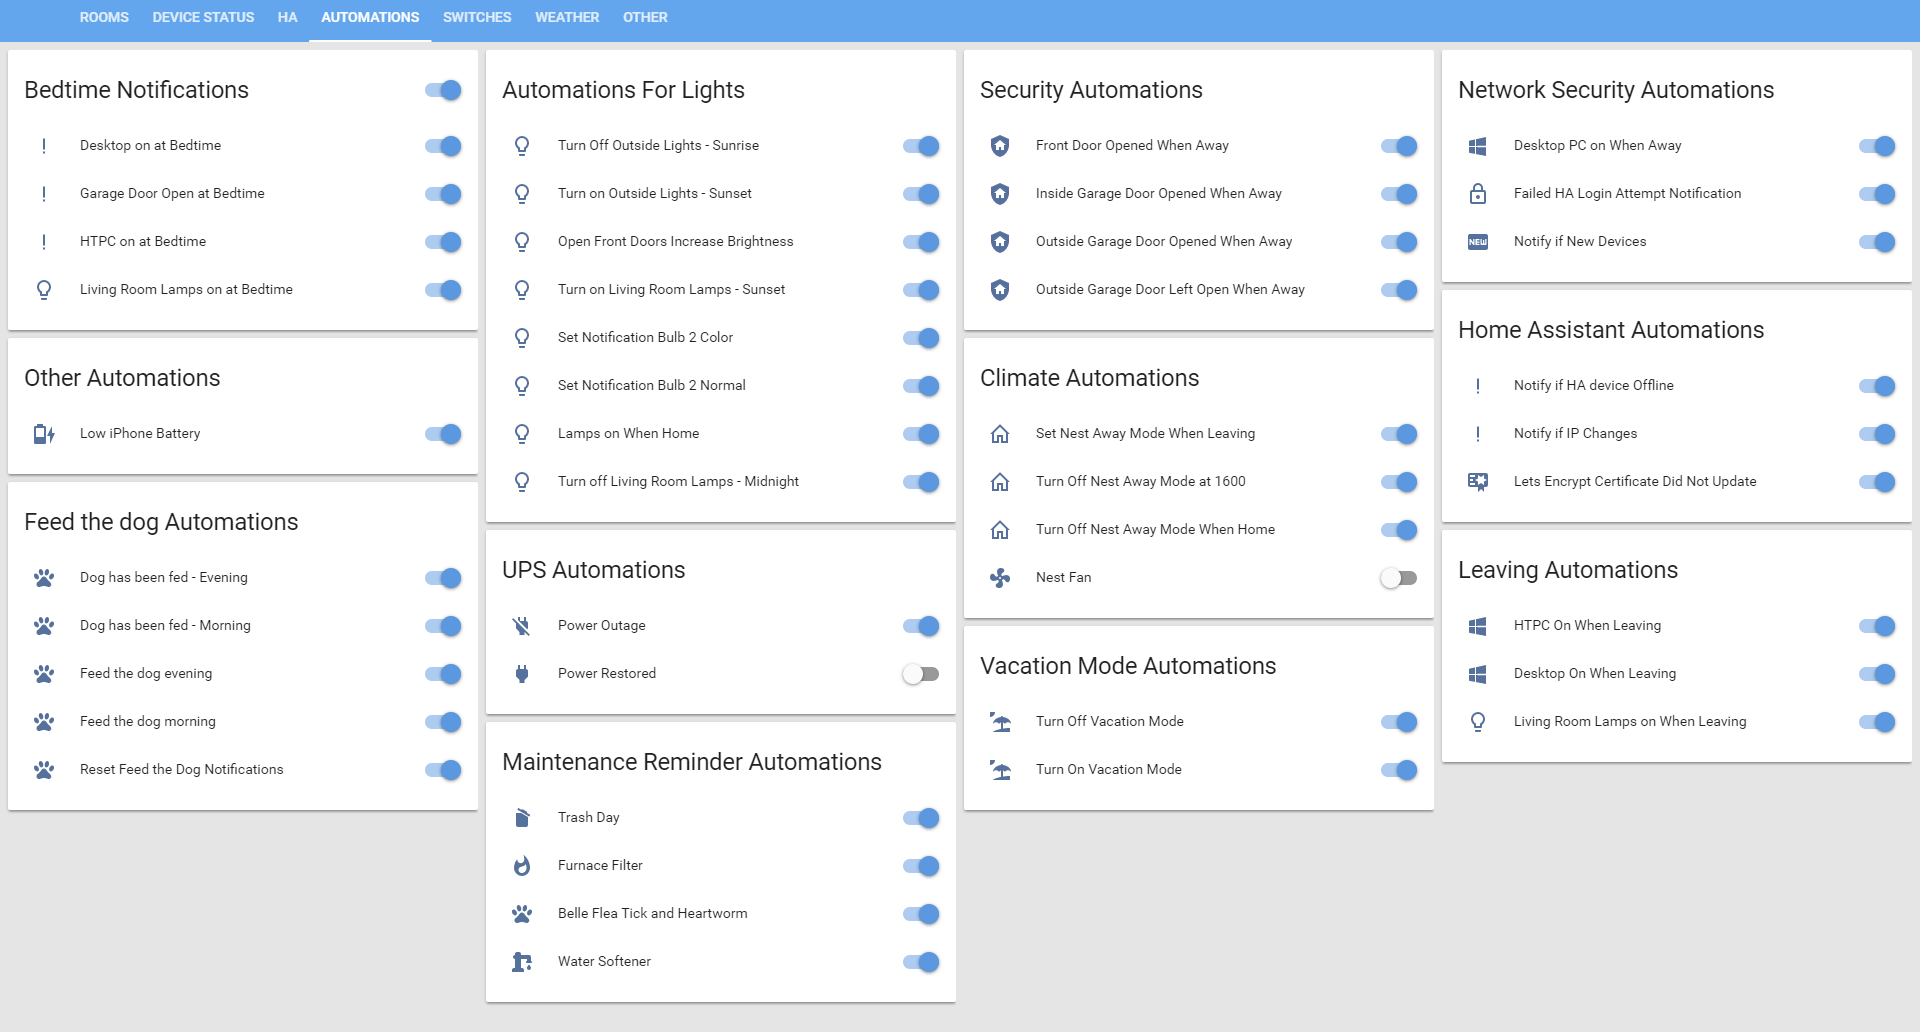 ROOMS DEVICE STATUS HA AUTOMATIONS SWITCHES WEATHER OTHER
Bedtime Notifications
Desktop on at Bedtime
Garage Door Open at Bedtime
HTPC on at Bedtime
Living Room Lamps on at Bedtime
Other Automations
Low iPhone Battery
Feed the dog Automations
Dog has been fed - Evening
Dog has been fed - Morning
Feed the dog evening
Feed the dog morning
Reset Feed the Dog Notifications
Automations For Lights
Turn Off Outside Lights - Sunrise
Turn on Outside Lights - Sunset
Open Front Doors Increase Brightness
Turn on Living Room Lamps - Sunset
Set Notification Bulb 2 Color
Set Notification Bulb 2 Normal
Lamps on When Home
Turn off Living Room Lamps - Midnight
UPS Automations
Power Outage
Power Restored
Maintenance Reminder Automations
Trash Day
Furnace Filter
Belle Flea Tick and Heartworm
Water Softener
Security Automations
Front Door Opened When Away
Inside Garage Door Opened When Away
Outside Garage Door Opened When Away
Outside Garage Door Left Open When Away
Climate Automations
Set Nest Away Mode When Leaving
Turn Off Nest Away Mode at 1600
Turn Off Nest Away Mode When Home
Nest Fan
Vacation Mode Automations
Turn Off Vacation Mode
Turn On Vacation Mode
Network Security Automations
Desktop PC on When Away
Failed HA Login Attempt Notification
NEW Notify if New Devices
Home Assistant Automations
Notify if HA device Offline
Notify if IP Changes
Lets Encrypt Certificate Did Not Update
Leaving Automations
HTPC On When Leaving
Desktop On When Leaving
Living Room Lamps on When Leaving